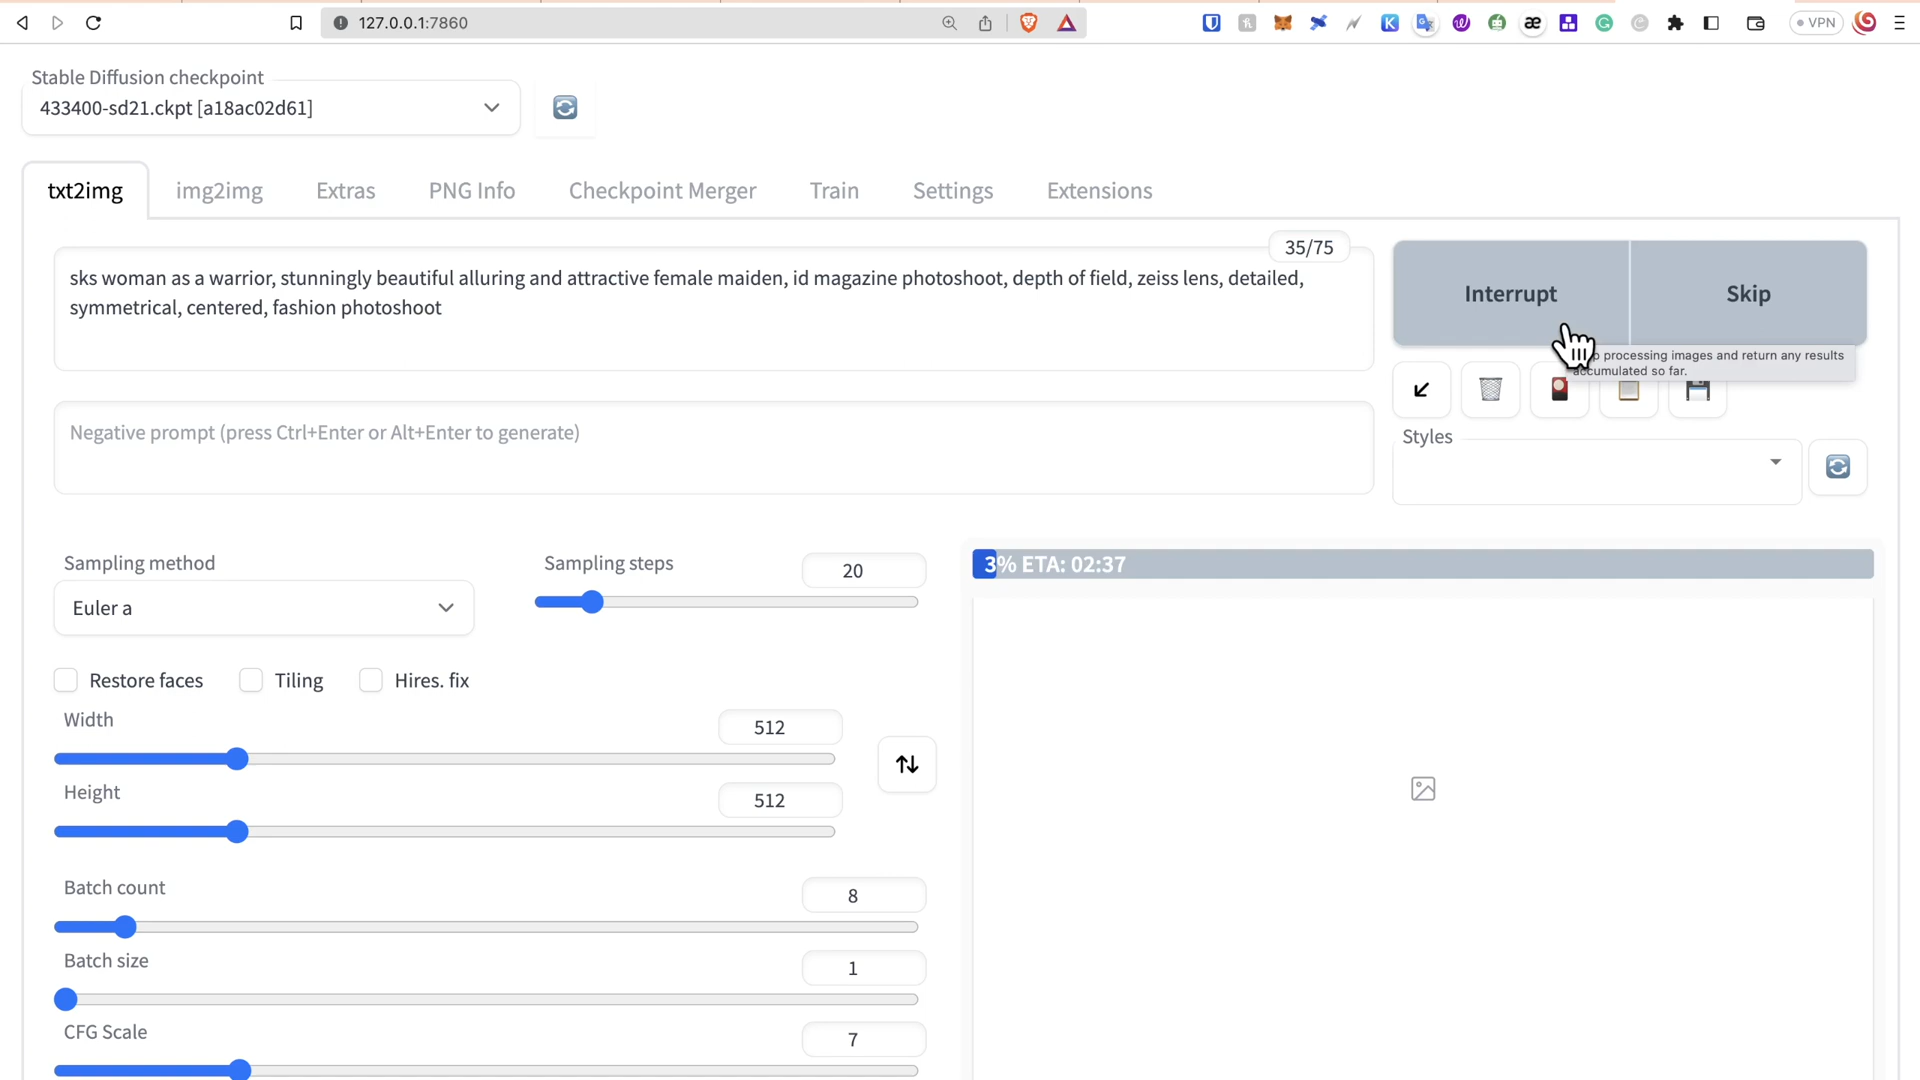 127.0.0.1:7860
VPN
Stable Diffusion checkpoint
433400-sd21.ckpt [a18ac02d61]
txt2img
img2img
Extras
PNG Info
Checkpoint Merger
Train
Settings
Extensions
35/75
sks woman as a warrior, stunningly beautiful alluring and attractive female maiden, id magazine photoshoot, depth of field, zeiss lens, detailed,
symmetrical, centered, fashion photoshoot
Interrupt
Skip
processing images and return any results
accumulated so far.
Negative prompt (press Ctrl+Enter or Alt+Enter to generate)
Styles
Sampling method
Euler a
Sampling steps
20
3% ETA: 02:37
Restore faces
Tiling
Hires. fix
Width
512
Height
512
Batch count
8
Batch size
1
CFG Scale
7